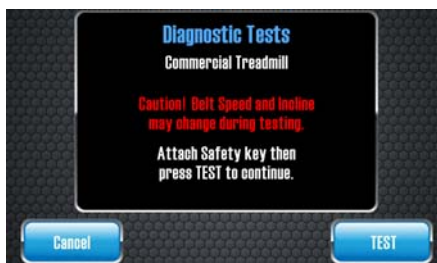 Diagnostic Tests
Commercial Treadmill
Caution! Belt Speed and Incline
may change during testing.
Attach Safety key then
press TEST to continue.
Cancel
TEST